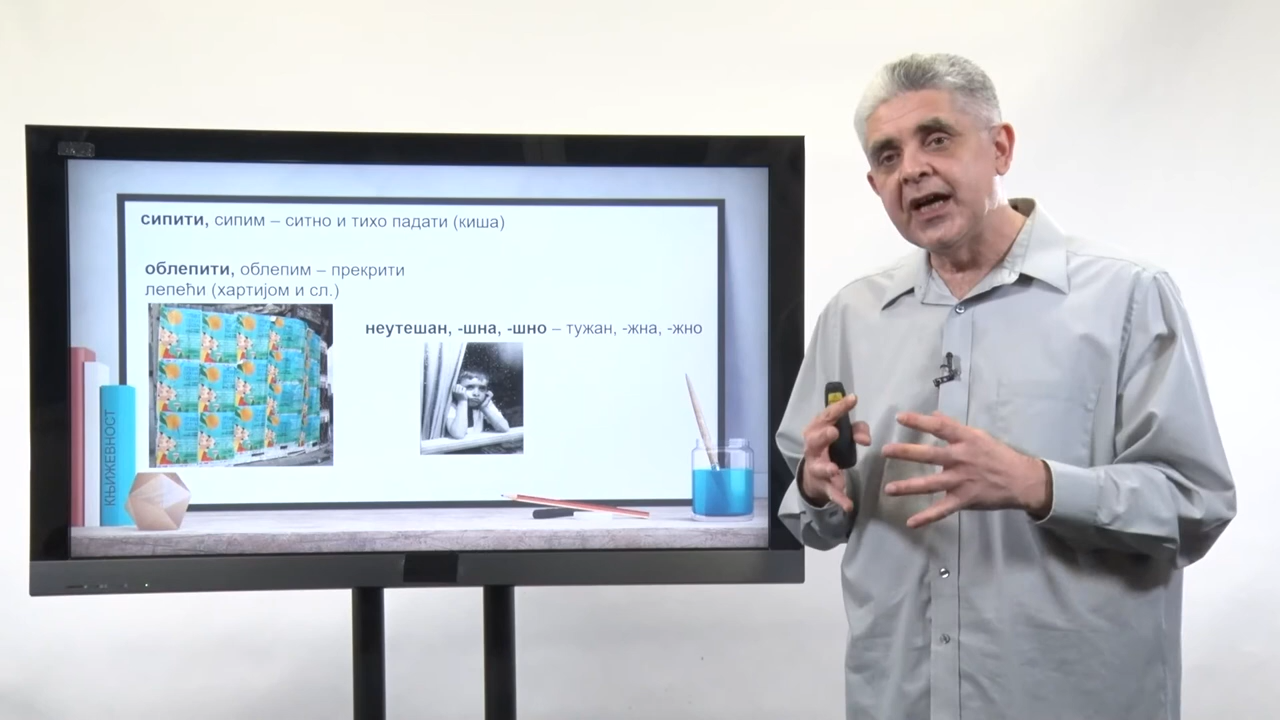 сипити, сипим – ситно и тихо падати (киша)
облепити, облепим – прекрити
лепећи (хартијом и сл.)
неутешан, -шна, -шно – тужан, -жна, -жно
КЊИЖЕВНОСТ